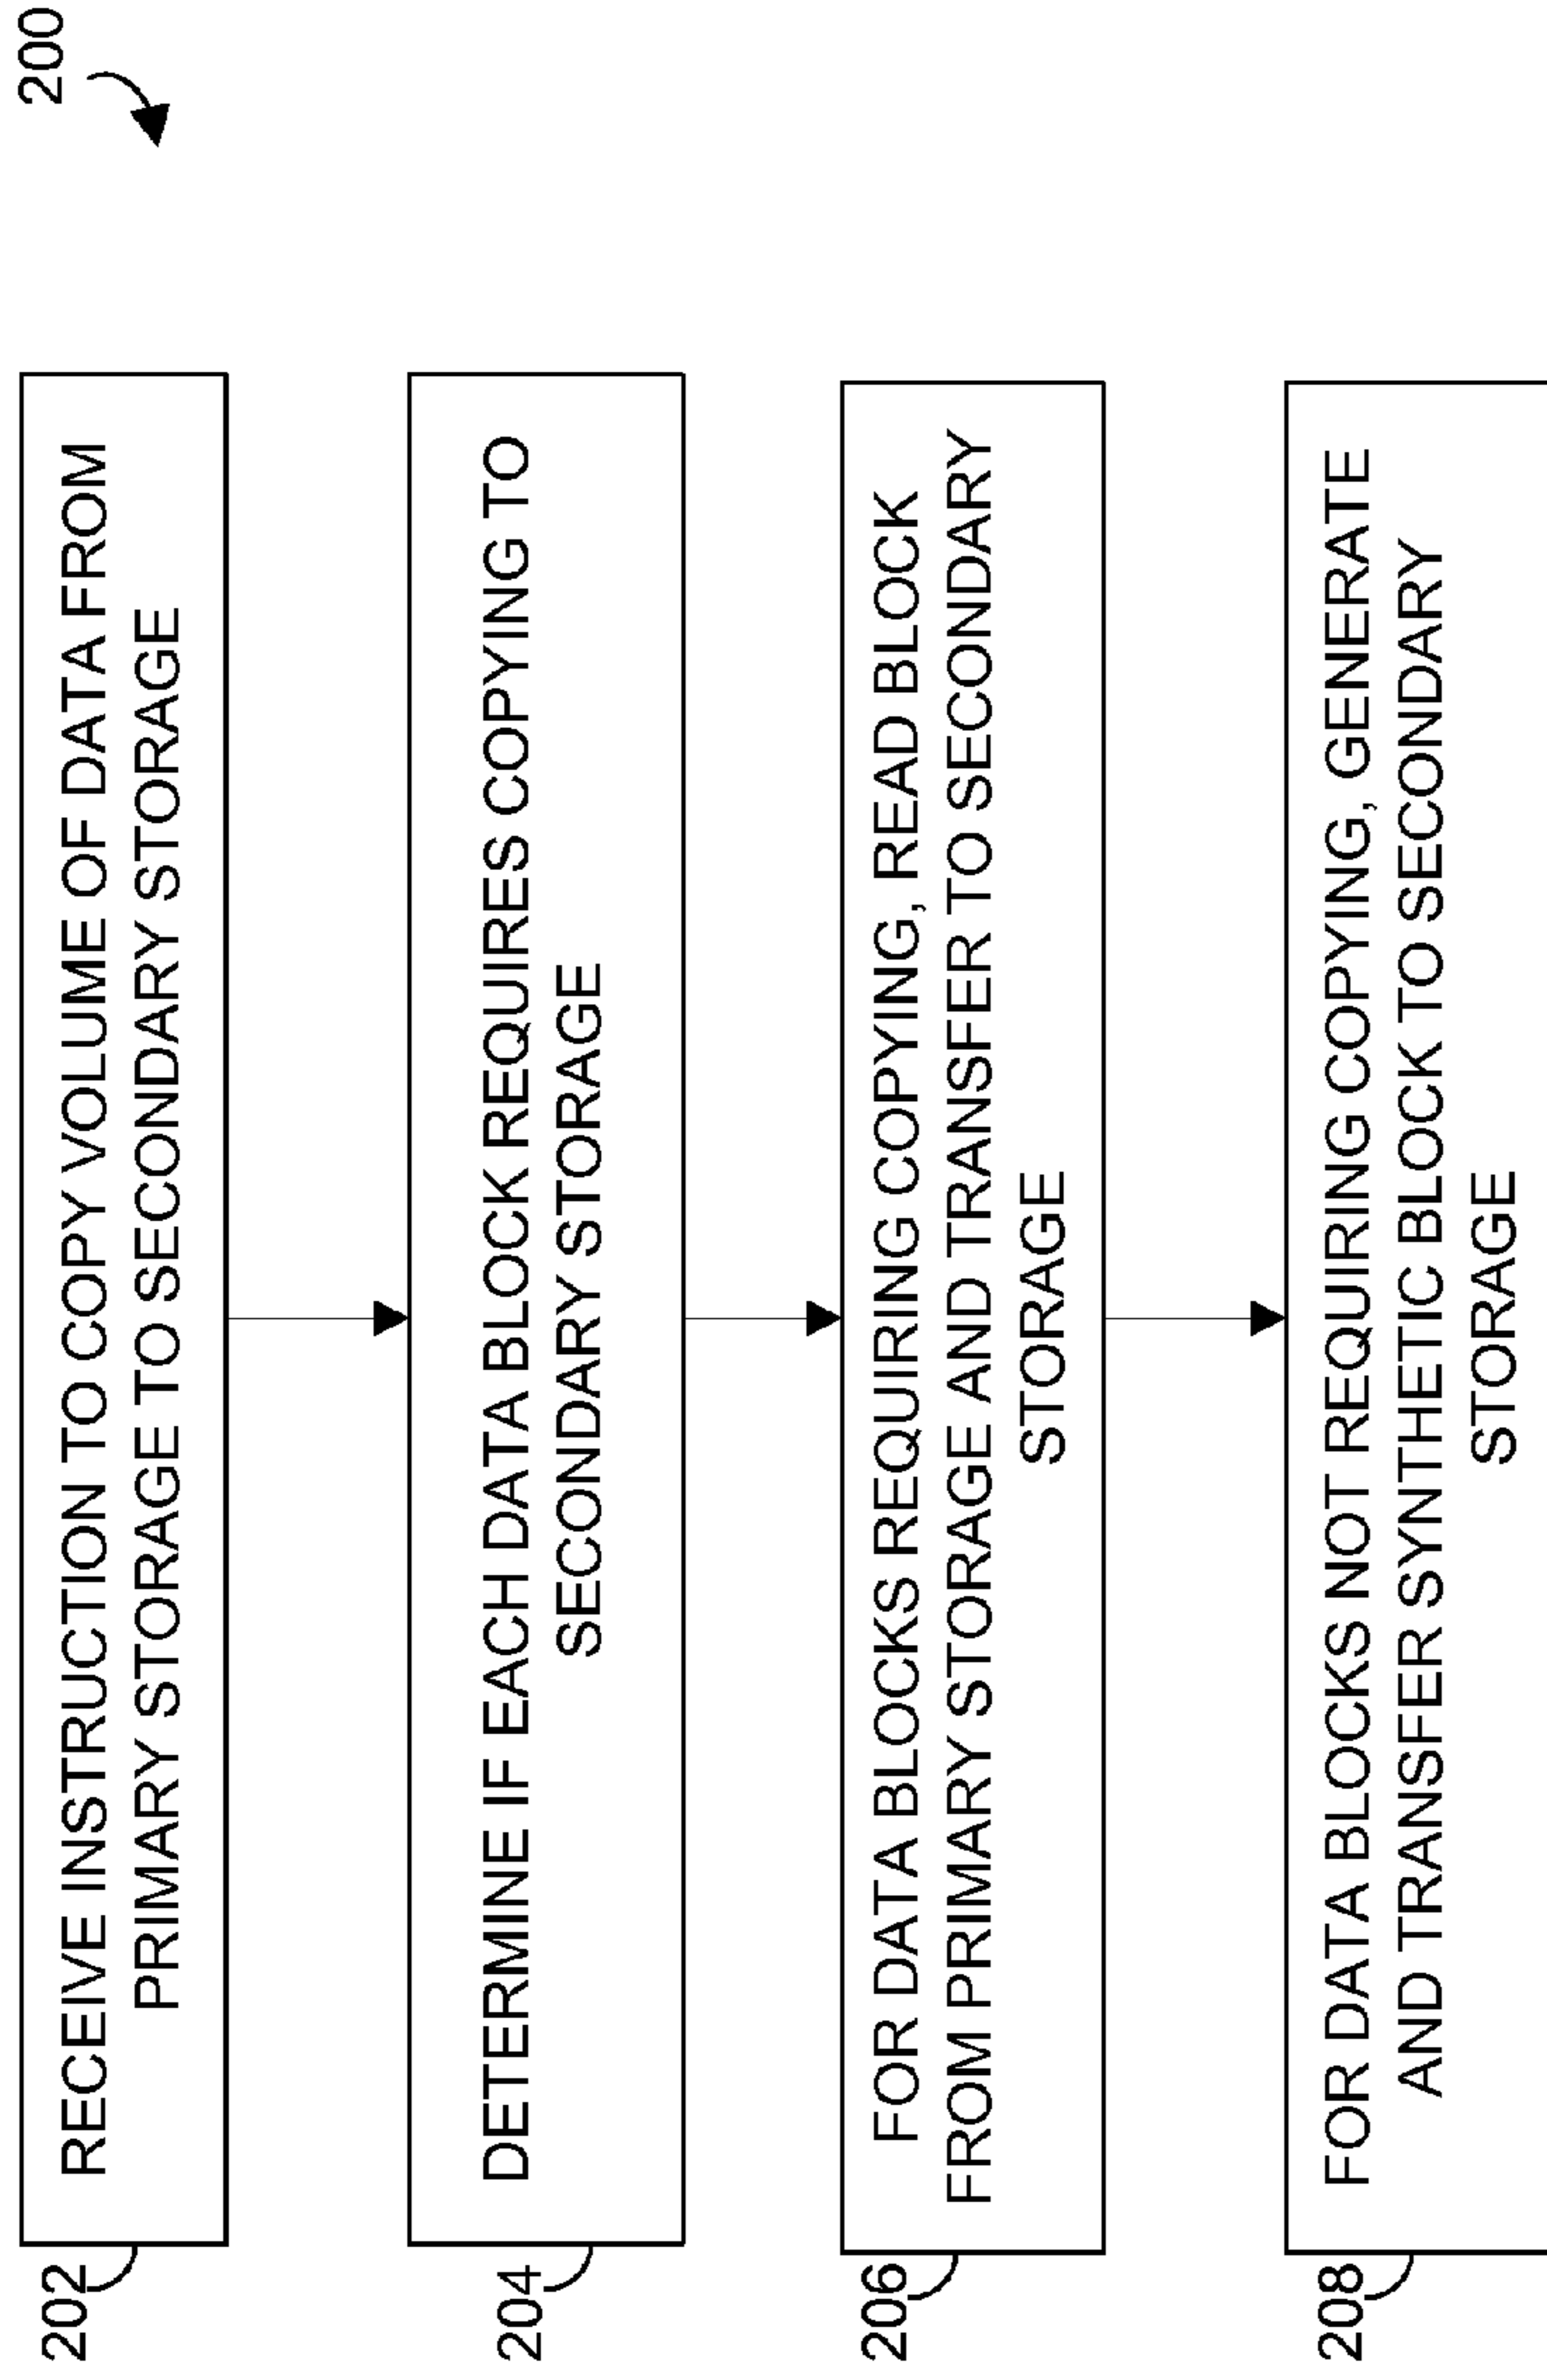 200
202
RECEIVE INSTRUCTION TO COPY VOLUME OF DATA FROM
PRIMARY STORAGE TO SECONDARY STORAGE
204
DETERMINE IF EACH DATA BLOCK REQUIRES COPYING TO
SECONDARY STORAGE
206
FOR DATA BLOCKS REQUIRING COPYING, READ BLOCK
FROM PRIMARY STORAGE AND TRANSFER TO SECONDARY
STORAGE
208
FOR DATA BLOCKS NOT REQUIRING COPYING, GENERATE
AND TRANSFER SYNTHETIC BLOCK TO SECONDARY
STORAGE